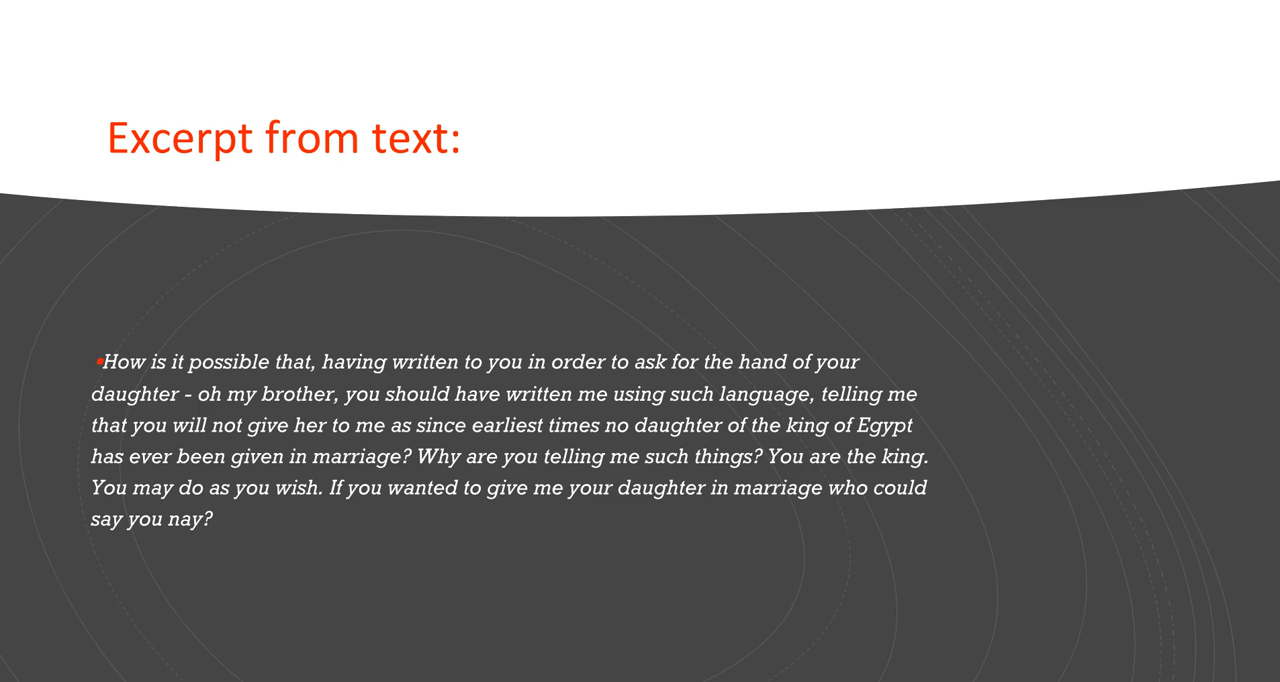 Excerpt from text:
▪How is it possible that, having written to you in order to ask for the hand of your
daughter - oh my brother, you should have written me using such language, telling me
that you will not give her to me as since earliest times no daughter of the king of Egypt
has ever been given in marriage? Why are you telling me such things? You are the king.
You may do as you wish. If you wanted to give me your daughter in marriage who could
say you nay?